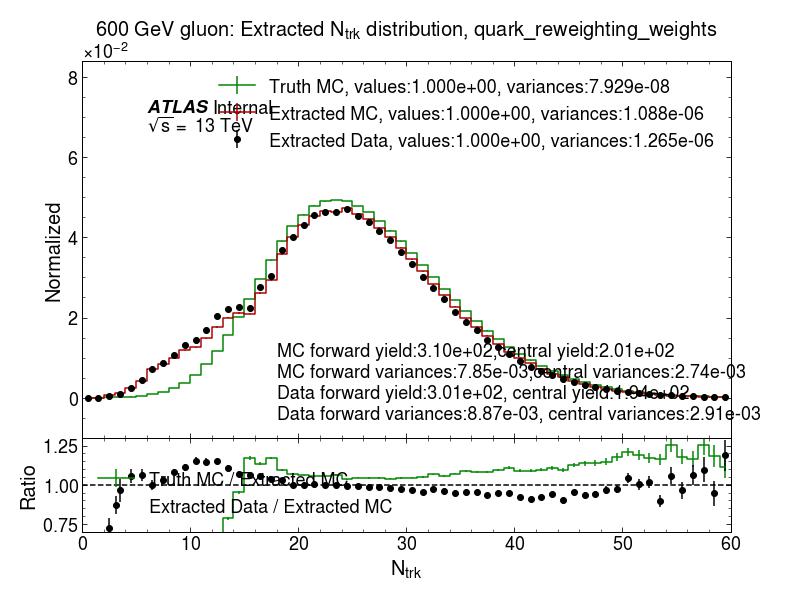 600 GeV gluon: Extracted Ntrk distribution, quark_reweighting_weights
×10−2
Truth MC, values:1.000e+00, variances:7.929e-08
ATLAS Internal
Extracted MC, values:1.000e+00, variances:1.088e-06
√s = 13 TeV
Extracted Data, values:1.000e+00, variances:1.265e-06
8
6
4
2
0
Normalized
MC forward yield:3.10e+02,central yield:2.01e+02
MC forward variances:7.85e-03,central variances:2.74e-03
Data forward yield:3.01e+02, central yield:1.94e+02
Data forward variances:8.87e-03, central variances:2.91e-03
1.25
1.00
0.75
Ratio
Truth MC / Extracted MC
Extracted Data / Extracted MC
0 10 20 30 40 50 60
Ntrk